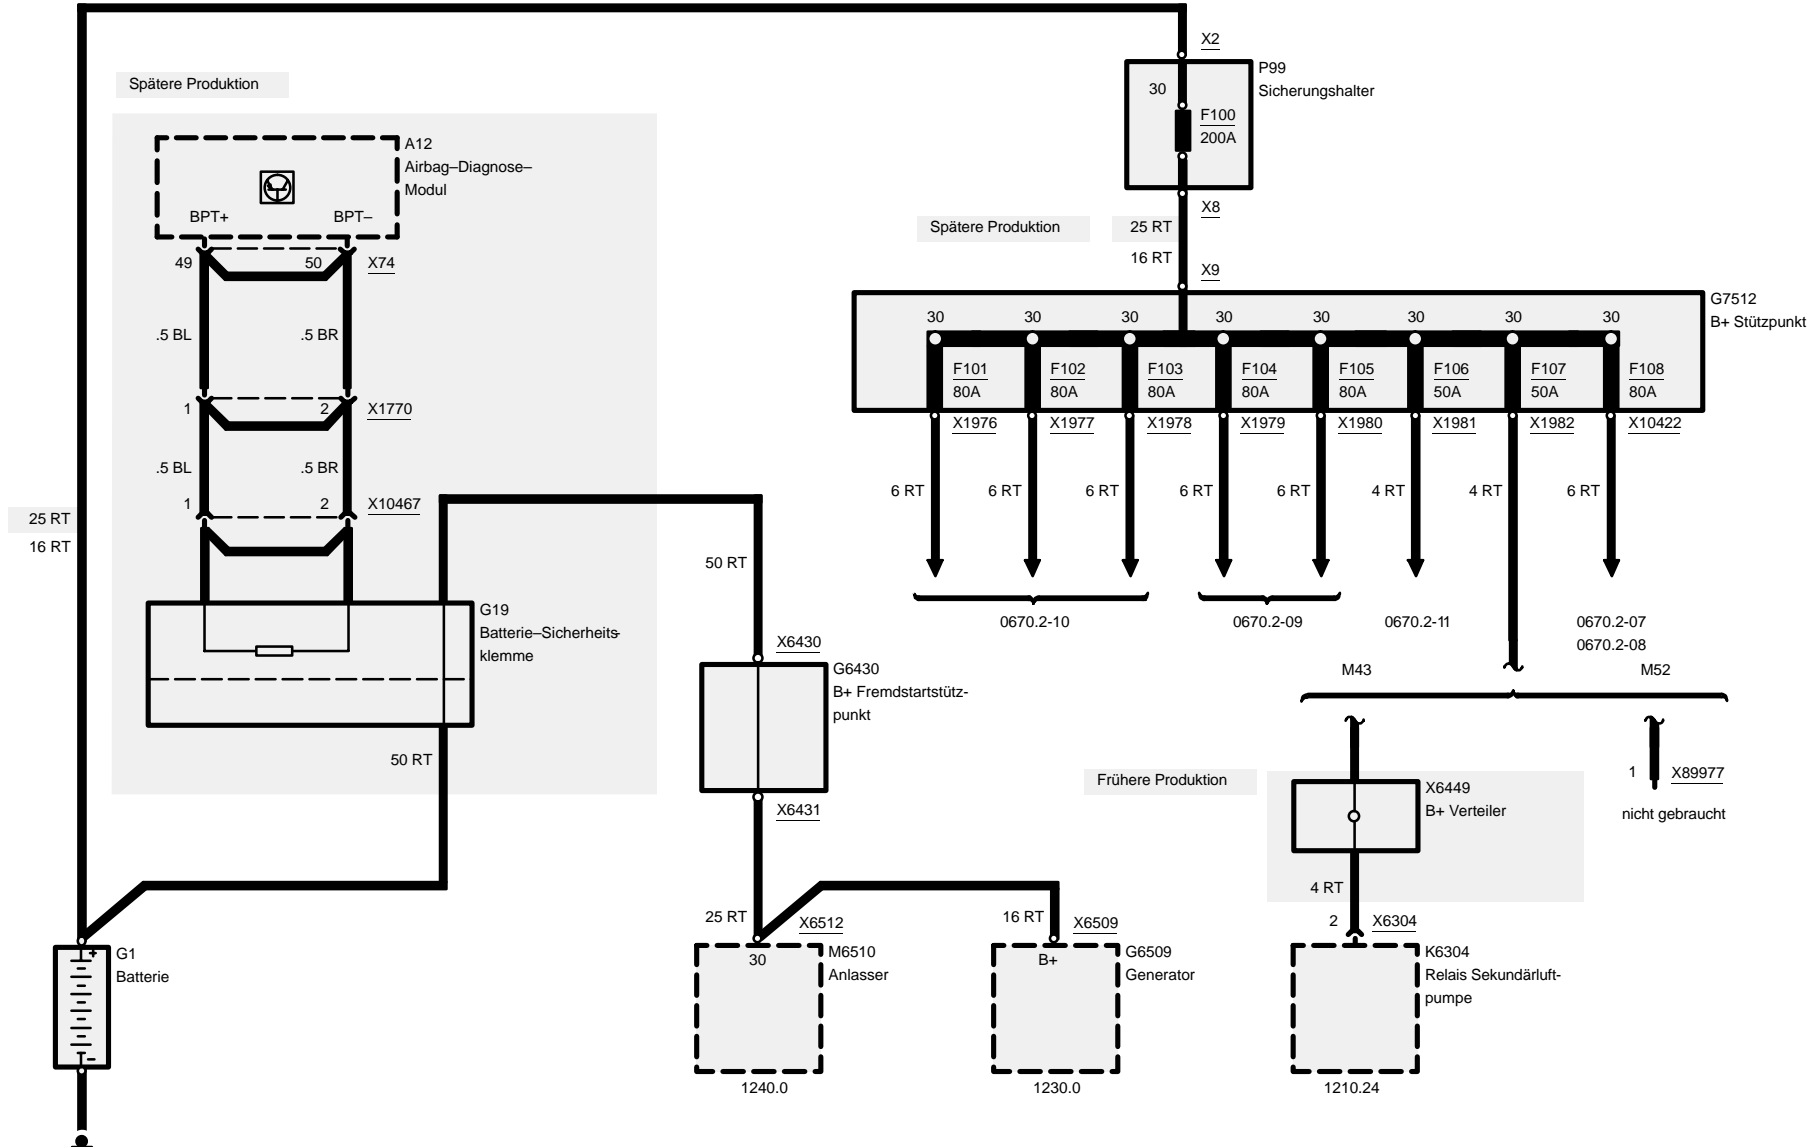 X2
P99
Sicherungshalter
30
F100
200A
X8
Spätere Produktion
A12
Airbag–Diagnose–
Modul
BPT+
BPT–
49
50
X74
.5 BL
.5 BR
1
2
X1770
.5 BL
.5 BR
1
2
X10467
25 RT
16 RT
G19
Batterie–Sicherheits-
klemme
50 RT
50 RT
X6430
G6430
B+ Fremdstartstütz-
punkt
X6431
G1
Batterie
+
–
25 RT
X6512
30
M6510
Anlasser
1240.0
16 RT
X6509
B+
G6509
Generator
1230.0
Spätere Produktion
25 RT
16 RT
X9
G7512
B+ Stützpunkt
30
30
30
30
30
30
30
30
F101
80A
F102
80A
F103
80A
F104
80A
F105
80A
F106
50A
F107
50A
F108
80A
X1976
X1977
X1978
X1979
X1980
X1981
X1982
X10422
6 RT
6 RT
6 RT
6 RT
6 RT
4 RT
4 RT
6 RT
0670.2-10
0670.2-09
0670.2-11
0670.2-07
0670.2-08
M43
M52
Frühere Produktion
X6449
B+ Verteiler
1
X89977
nicht gebraucht
4 RT
2
X6304
K6304
Relais Sekundärluft-
pumpe
1210.24